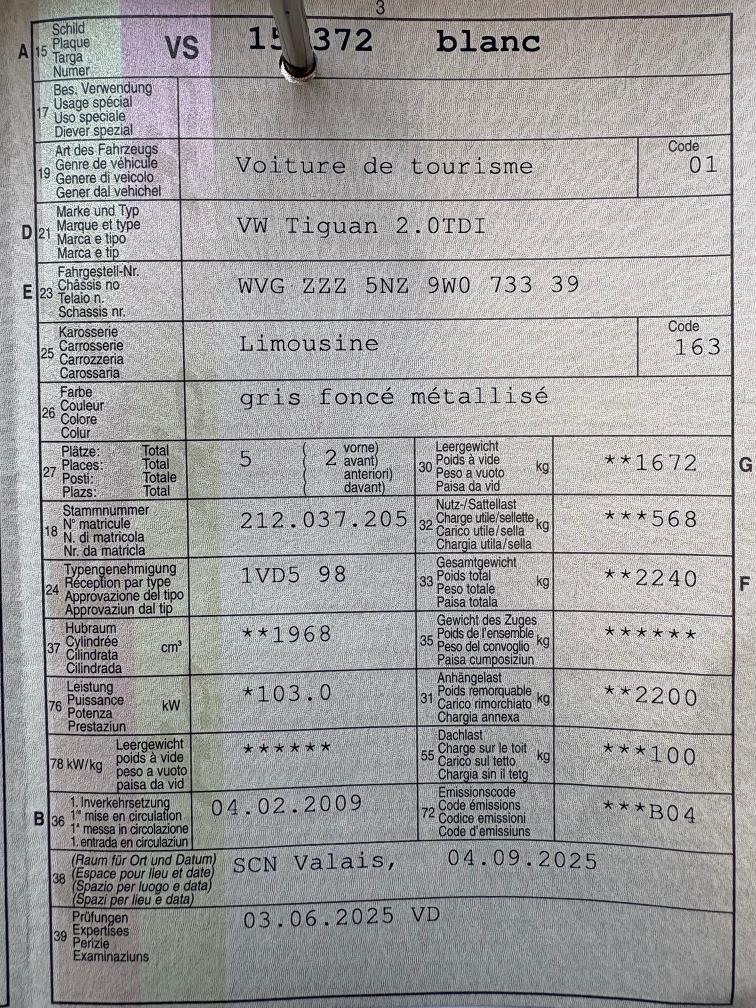 3
A 15 Schild Plaque Targa Numer VS 15 372 blanc
17 Bes. Verwendung Usage spécial Uso speciale Diever spezial
19 Art des Fahrzeugs Genre de véhicule Genere di veicolo Gener dal vehichel Voiture de tourisme Code 01
D 21 Marke und Typ Marque et type Marca e tipo Marca e tip VW Tiguan 2.0TDI
E 23 Fahrgestell-Nr. Châssis no Telaio n. Schassis nr. WVG ZZZ 5NZ 9W0 733 39
25 Karosserie Carrosserie Carrozzeria Carossaria Limousine Code 163
26 Farbe Couleur Colore Colur gris foncé métallisé
27 Plätze: Total Places: Total Posti: Totale Plazs: Total 5 ( 2 vorne) avant) anteriori) davant)
30 Leergewicht Poids à vide Peso a vuoto Paisa da vid kg **1672 G
18 Stammnummer N° matricule N. di matricola Nr. da matricla 212.037.205
32 Nutz-/Sattellast Charge utile/sellette Carico utile/sella Chargia utila/sella kg ***568
24 Typengenehmigung Réception par type Approvazione del tipo Approvaziun dal tip 1VD5 98
33 Gesamtgewicht Poids total Peso totale Paisa totala kg **2240 F
37 Hubraum Cylindrée Cilindrata Cilindrada cm³ **1968
35 Gewicht des Zuges Poids de l'ensemble Peso del convoglio Paisa cumposiziun kg ******
76 Leistung Puissance Potenza Prestaziun kW *103.0
31 Anhängelast Poids remorquable Carico rimorchiato Chargia annexa kg **2200
78 kW/kg Leergewicht poids à vide peso a vuoto paisa da vid ******
55 Dachlast Charge sur le toit Carico sul tetto Chargia sin il tetg kg ***100
B 36 1. Inverkehrsetzung 1re mise en circulation 1a messa in circolazione 1. entrada en circulaziun 04.02.2009
72 Emissionscode Code émissions Codice emissioni Code d'emissiuns ***B04
38 (Raum für Ort und Datum) (Espace pour lieu et date) (Spazio per luogo e data) (Spazi per lieu e data) SCN Valais, 04.09.2025
39 Prüfungen Expertises Perizie Examinaziuns 03.06.2025 VD